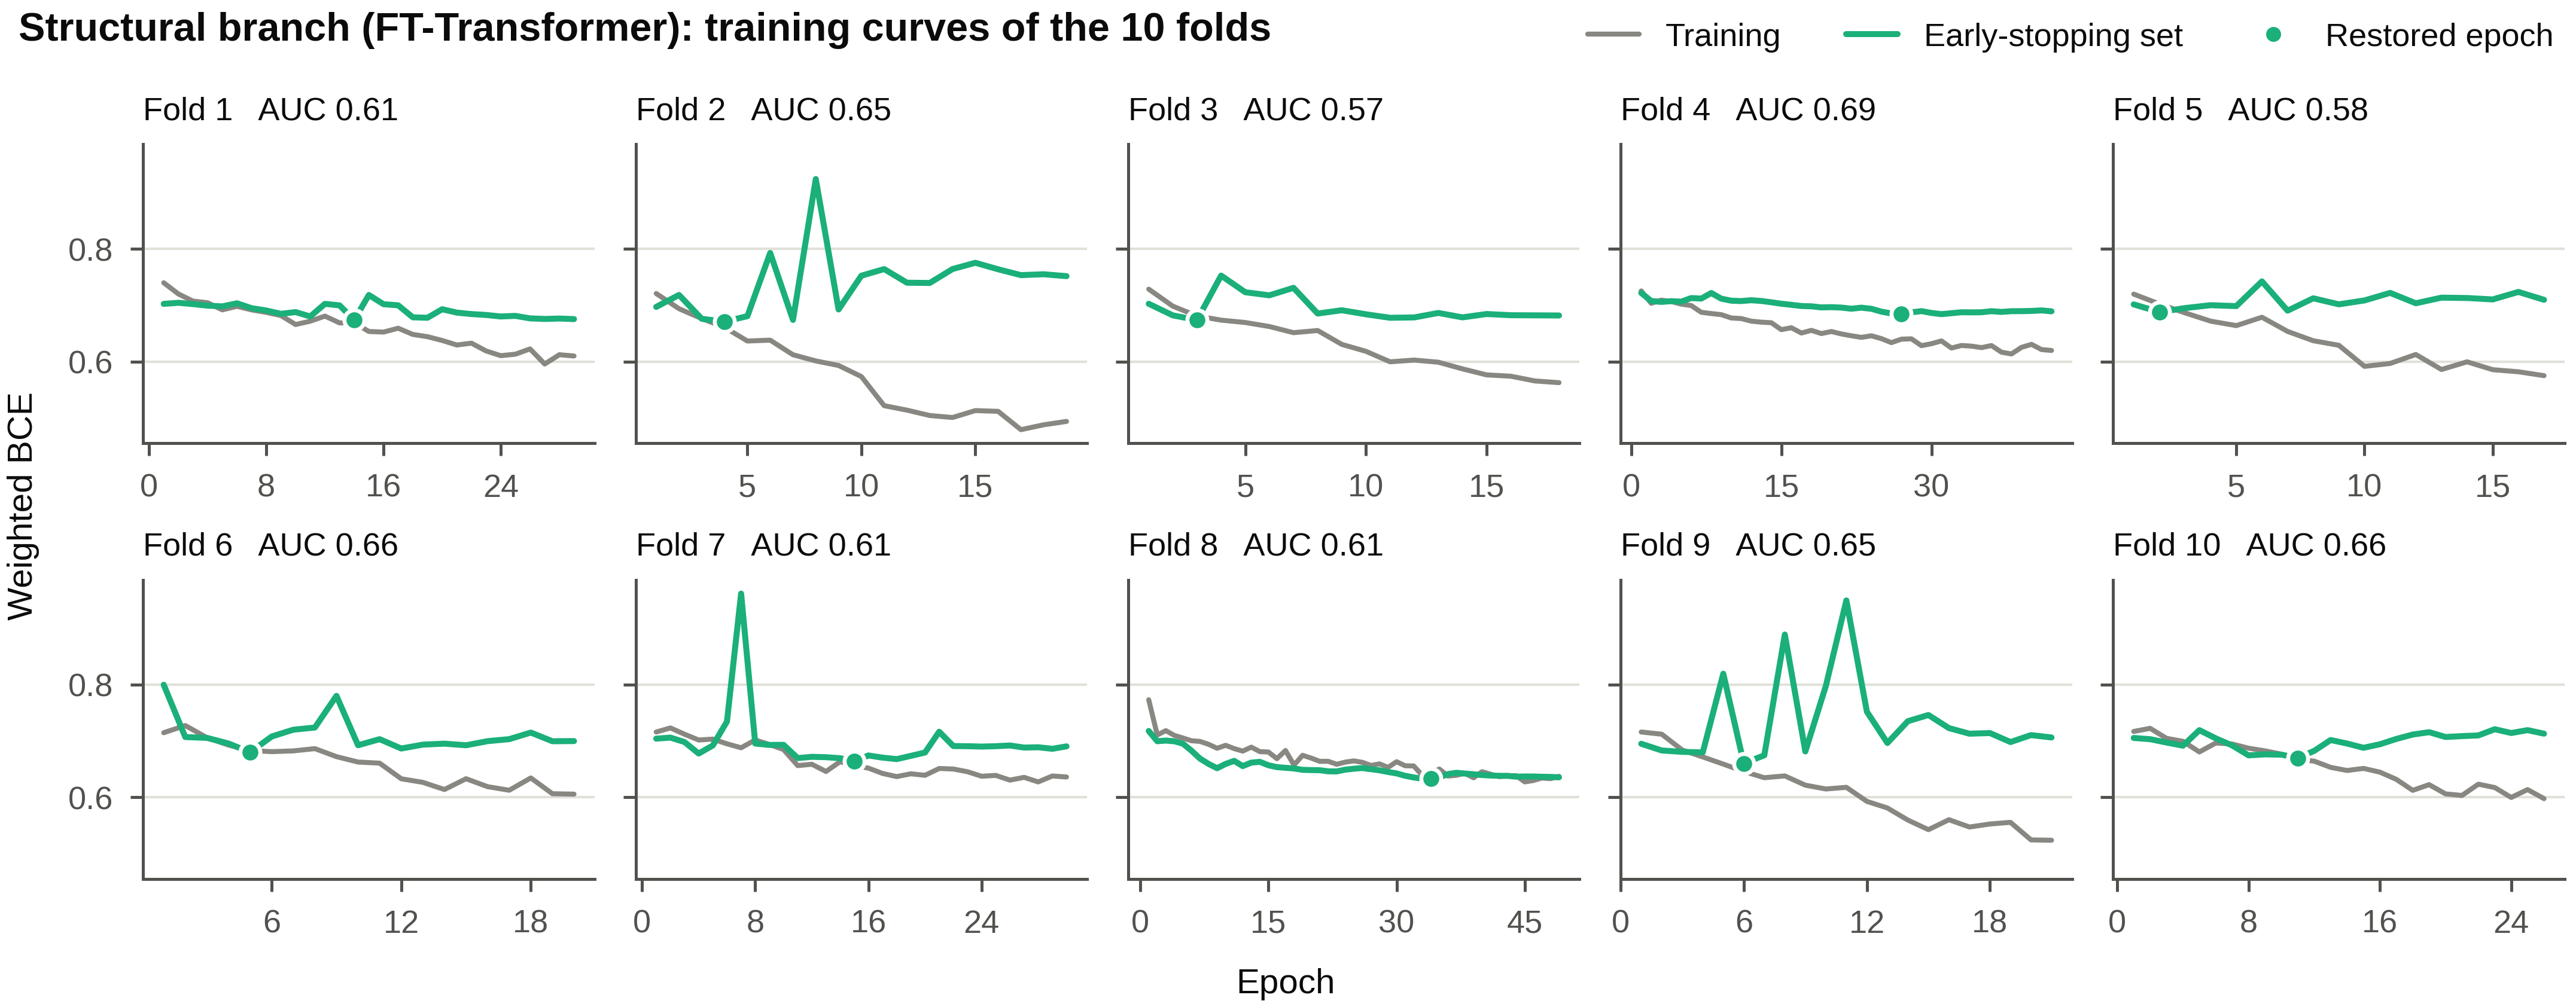 Structural branch (FT-Transformer): training curves of the 10 folds
Training
Early-stopping set
Restored epoch
Fold 1 AUC 0.61
Fold 2 AUC 0.65
Fold 3 AUC 0.57
Fold 4 AUC 0.69
Fold 5 AUC 0.58
0.8
0.6
0 8 16 24
5 10 15
5 10 15
0 15 30
5 10 15
Weighted BCE
Fold 6 AUC 0.66
Fold 7 AUC 0.61
Fold 8 AUC 0.61
Fold 9 AUC 0.65
Fold 10 AUC 0.66
0.8
0.6
6 12 18
0 8 16 24
0 15 30 45
0 6 12 18
0 8 16 24
Epoch